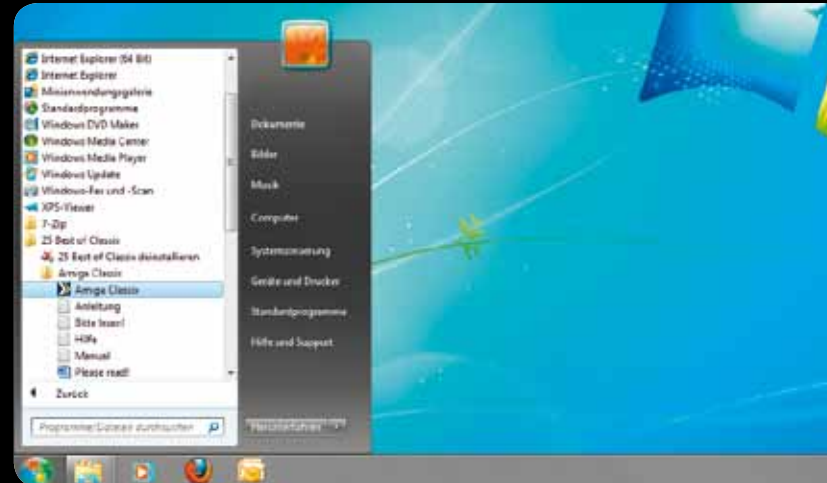 Internet Explorer (64 Bit)
Internet Explorer
Minianwendungsgalerie
Standardprogramme
Windows DVD Maker
Windows Media Center
Windows Media Player
Windows Update
Windows-Fax und -Scan
XPS-Viewer
7-Zip
25 Best of Classix
25 Best of Classix deinstallieren
Amiga Classix
Amiga Classix
Anleitung
Bitte lesen!
Hilfe
Manual
Please read!
Zurück
Programme/Dateien durchsuchen
Dokumente
Bilder
Musik
Computer
Systemsteuerung
Geräte und Drucker
Standardprogramme
Hilfe und Support
Herunterfahren